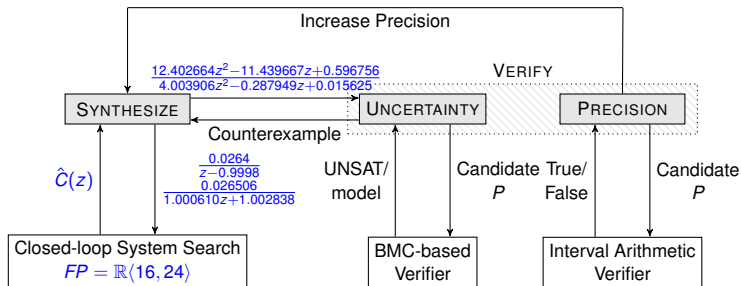 Increase Precision
12.402664z²−11.439667z+0.596756
4.003906z²−0.287949z+0.015625
VERIFY
SYNTHESIZE
UNCERTAINTY
PRECISION
Counterexample
Ĉ(z)
0.0264
z−0.9998
0.026506
1.000610z+1.002838
UNSAT/
model
Candidate
P
True/
False
Candidate
P
Closed-loop System Search
FP = ℝ⟨16, 24⟩
BMC-based
Verifier
Interval Arithmetic
Verifier